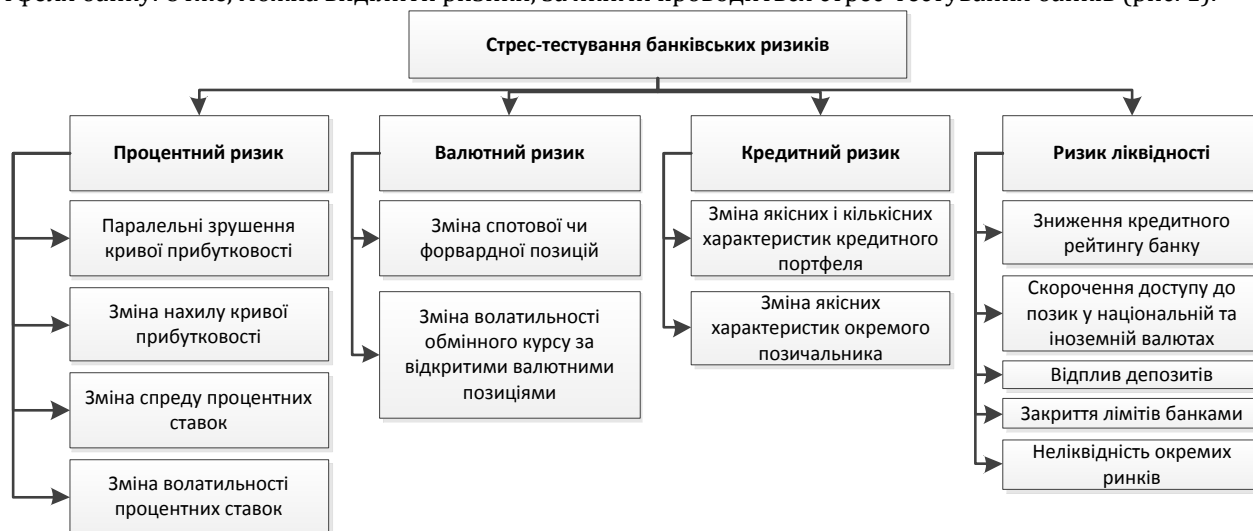 Стрес-тестування банківських ризиків
Процентний ризик
Паралельні зрушення
кривої прибутковості
Зміна нахилу кривої
прибутковості
Зміна спреду процентних
ставок
Зміна волатильності
процентних ставок
Валютний ризик
Зміна спотової чи
форвардної позицій
Зміна волатильності
обмінного курсу за
відкритими валютними
позиціями
Кредитний ризик
Зміна якісних і кількісних
характеристик кредитного
портфеля
Зміна якісних
характеристик окремого
позичальника
Ризик ліквідності
Зниження кредитного
рейтингу банку
Скорочення доступу до
позик у національній та
іноземній валютах
Відплив депозитів
Закриття лімітів банками
Неліквідність окремих
ринків